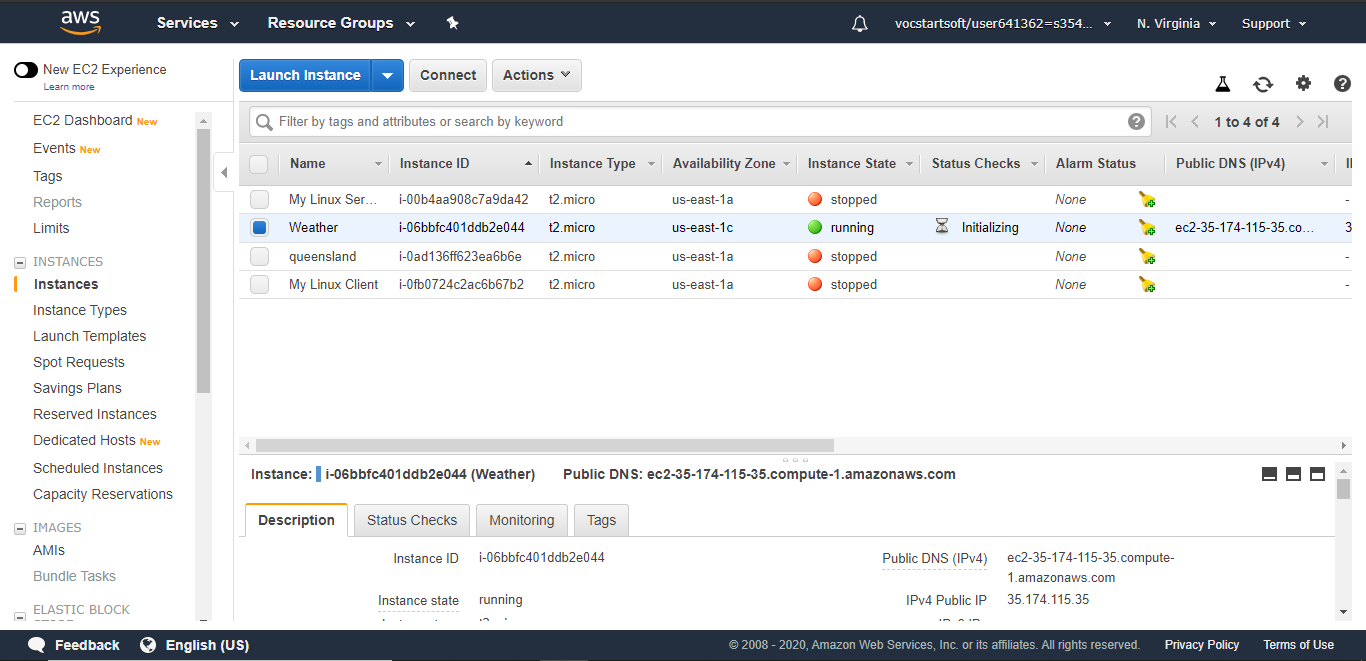 aws Services Resource Groups vocstartsoft/user641362=s354... N. Virginia Support
New EC2 Experience
Learn more
EC2 Dashboard New
Events New
Tags
Reports
Limits
INSTANCES
Instances
Instance Types
Launch Templates
Spot Requests
Savings Plans
Reserved Instances
Dedicated Hosts New
Scheduled Instances
Capacity Reservations
IMAGES
AMIs
Bundle Tasks
ELASTIC BLOCK
Launch Instance Connect Actions
Filter by tags and attributes or search by keyword 1 to 4 of 4
Name Instance ID Instance Type Availability Zone Instance State Status Checks Alarm Status Public DNS (IPv4)
My Linux Ser... i-00b4aa908c7a9da42 t2.micro us-east-1a stopped None -
Weather i-06bbfc401ddb2e044 t2.micro us-east-1c running Initializing None ec2-35-174-115-35.co... 3
queensland i-0ad136ff623ea6b6e t2.micro us-east-1a stopped None -
My Linux Client i-0fb0724c2ac6b67b2 t2.micro us-east-1a stopped None -
Instance: i-06bbfc401ddb2e044 (Weather) Public DNS: ec2-35-174-115-35.compute-1.amazonaws.com
Description Status Checks Monitoring Tags
Instance ID i-06bbfc401ddb2e044 Public DNS (IPv4) ec2-35-174-115-35.compute-
1.amazonaws.com
Instance state running IPv4 Public IP 35.174.115.35
Feedback English (US) © 2008 - 2020, Amazon Web Services, Inc. or its affiliates. All rights reserved. Privacy Policy Terms of Use